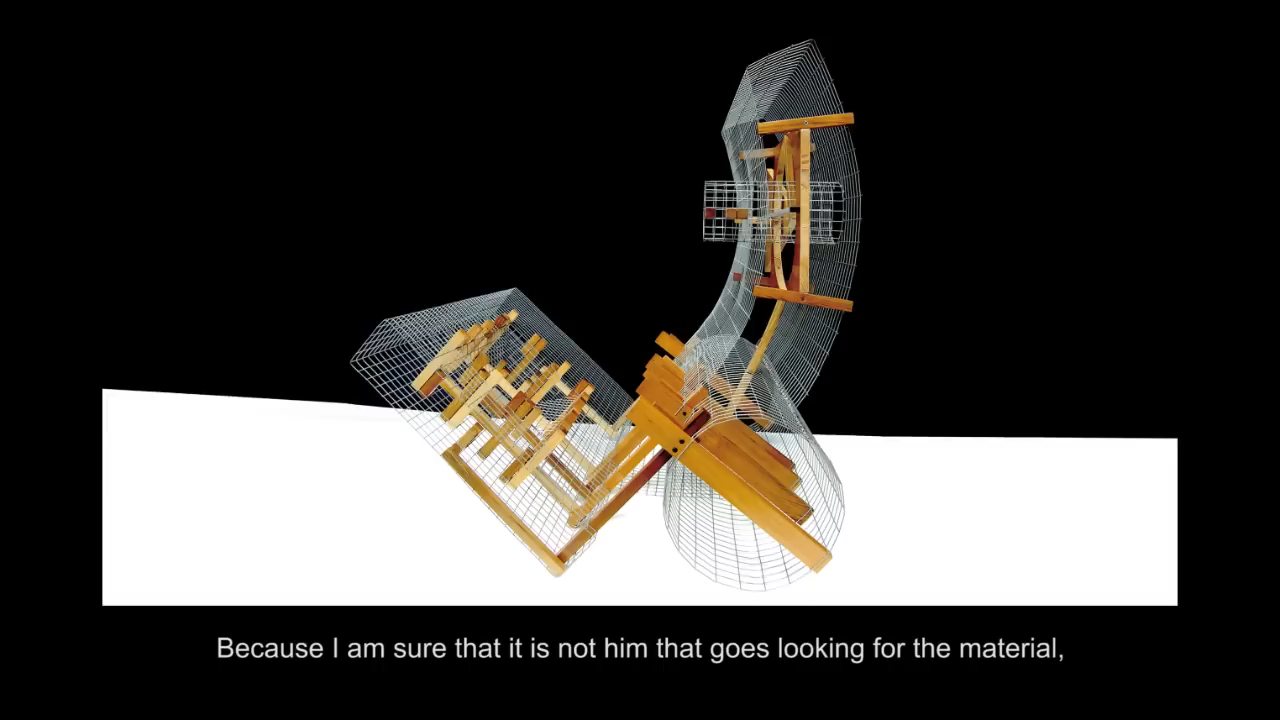 Because I am sure that it is not him that goes looking for the material,